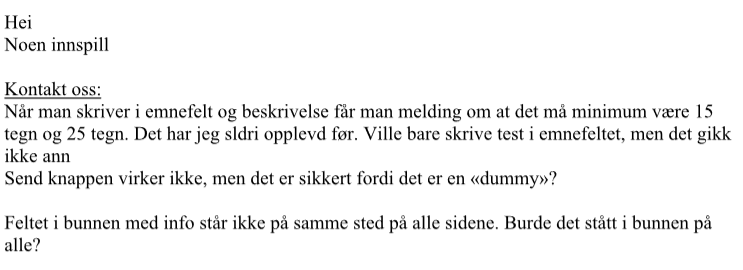 Hei
Noen innspill
Kontakt oss:
Når man skriver i emnefelt og beskrivelse får man melding om at det må minimum være 15
tegn og 25 tegn. Det har jeg sldri opplevd før. Ville bare skrive test i emnefeltet, men det gikk
ikke ann
Send knappen virker ikke, men det er sikkert fordi det er en «dummy»?
Feltet i bunnen med info står ikke på samme sted på alle sidene. Burde det stått i bunnen på
alle?